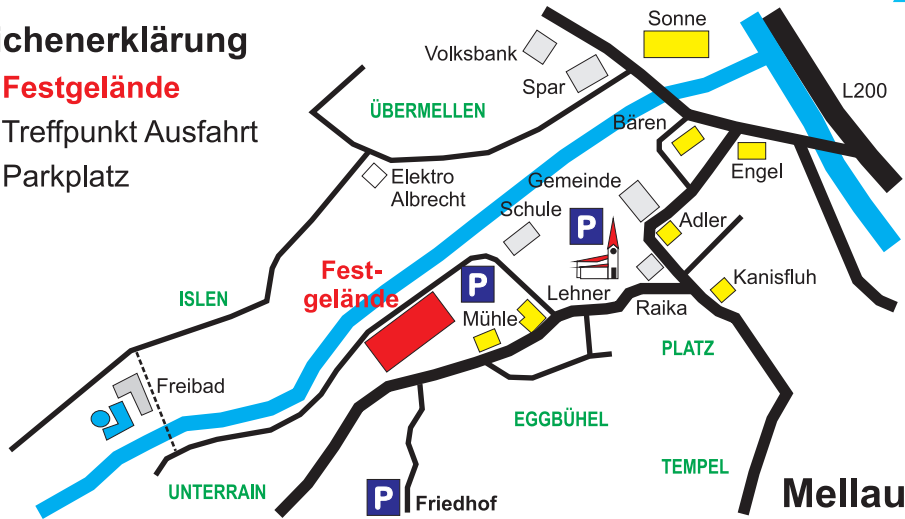 ichenerklärung
Festgelände
Treffpunkt Ausfahrt
Parkplatz
Sonne
Volksbank
Spar
L200
ÜBERMELLEN
Bären
Engel
Elektro
Albrecht
Gemeinde
Schule
P
Adler
Fest-
gelände
P
Kanisfluh
ISLEN
Lehner
Raika
Mühle
PLATZ
Freibad
EGGBÜHEL
TEMPEL
UNTERRAIN
P
Friedhof
Mellau